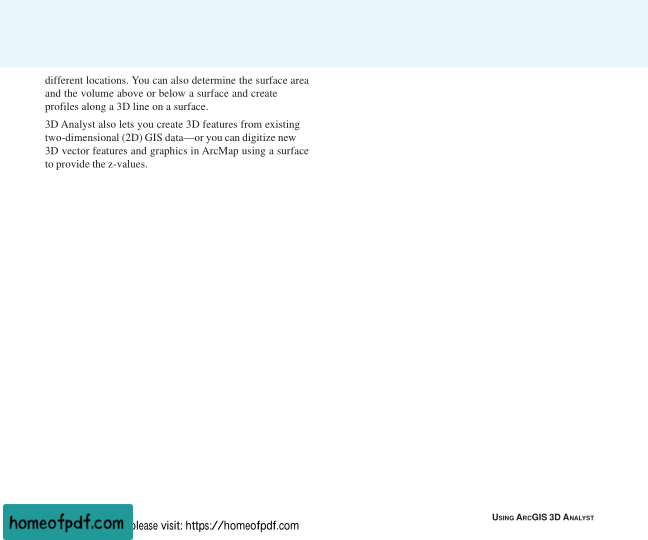 different locations. You can also determine the surface area
and the volume above or below a surface and create
profiles along a 3D line on a surface.
3D Analyst also lets you create 3D features from existing
two-dimensional (2D) GIS data—or you can digitize new
3D vector features and graphics in ArcMap using a surface
to provide the z-values.
USING ARCGIS 3D ANALYST
homeofpdf.com
please visit: https://homeofpdf.com